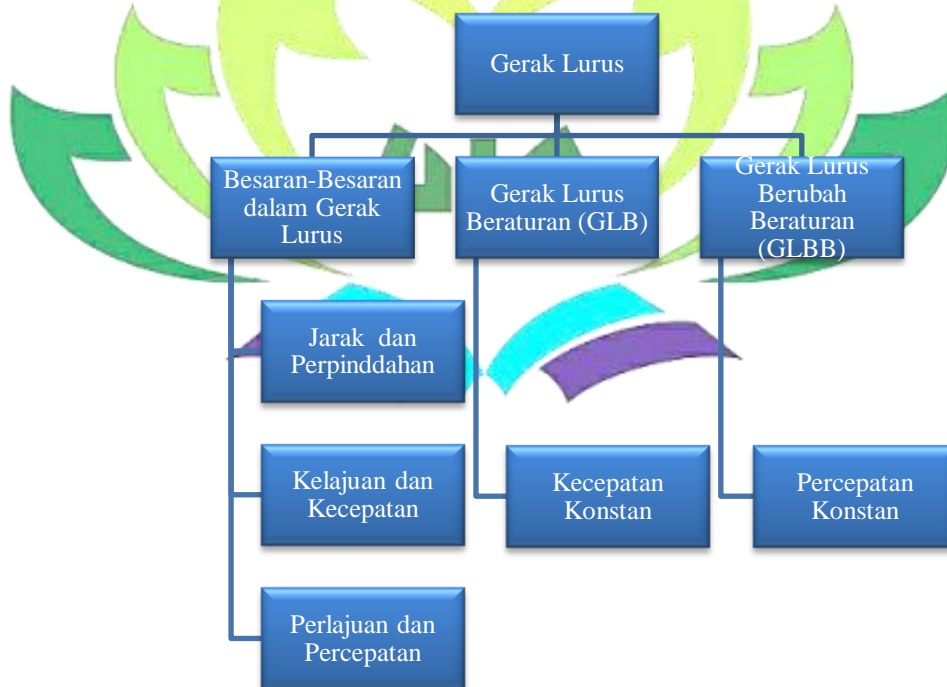 Gerak Lurus
Besaran-Besaran
dalam Gerak
Lurus
Gerak Lurus
Beraturan (GLB)
Gerak Lurus
Berubah
Beraturan
(GLBB)
Jarak dan
Perpinddahan
Kelajuan dan
Kecepatan
Perlajuan dan
Percepatan
Kecepatan
Konstan
Percepatan
Konstan